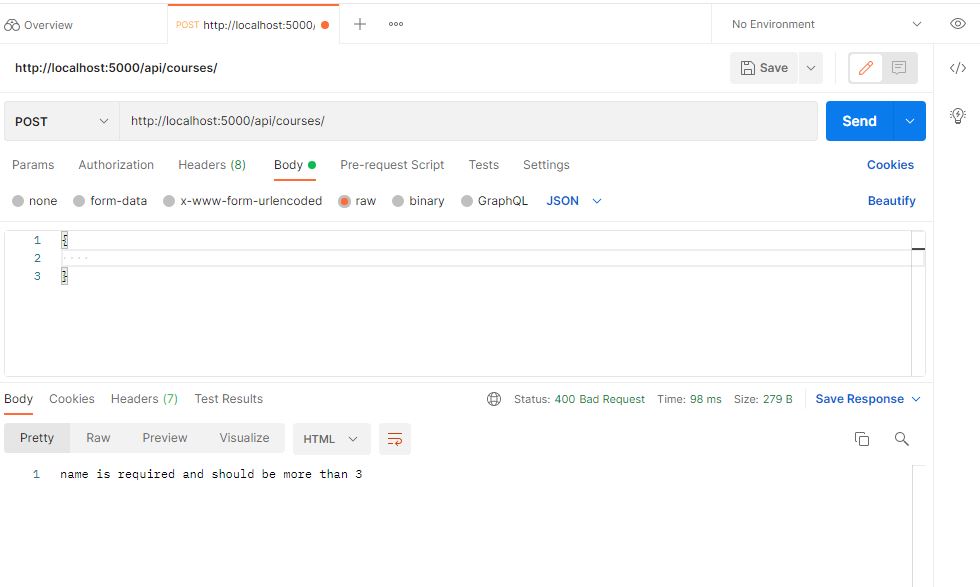 Overview
POST http://localhost:5000/
No Environment
http://localhost:5000/api/courses/
Save
POST http://localhost:5000/api/courses/ Send
Params Authorization Headers (8) Body Pre-request Script Tests Settings Cookies
none form-data x-www-form-urlencoded raw binary GraphQL JSON Beautify
1 {
2 ····
3 }
Body Cookies Headers (7) Test Results Status: 400 Bad Request Time: 98 ms Size: 279 B Save Response
Pretty Raw Preview Visualize HTML
1 name is required and should be more than 3